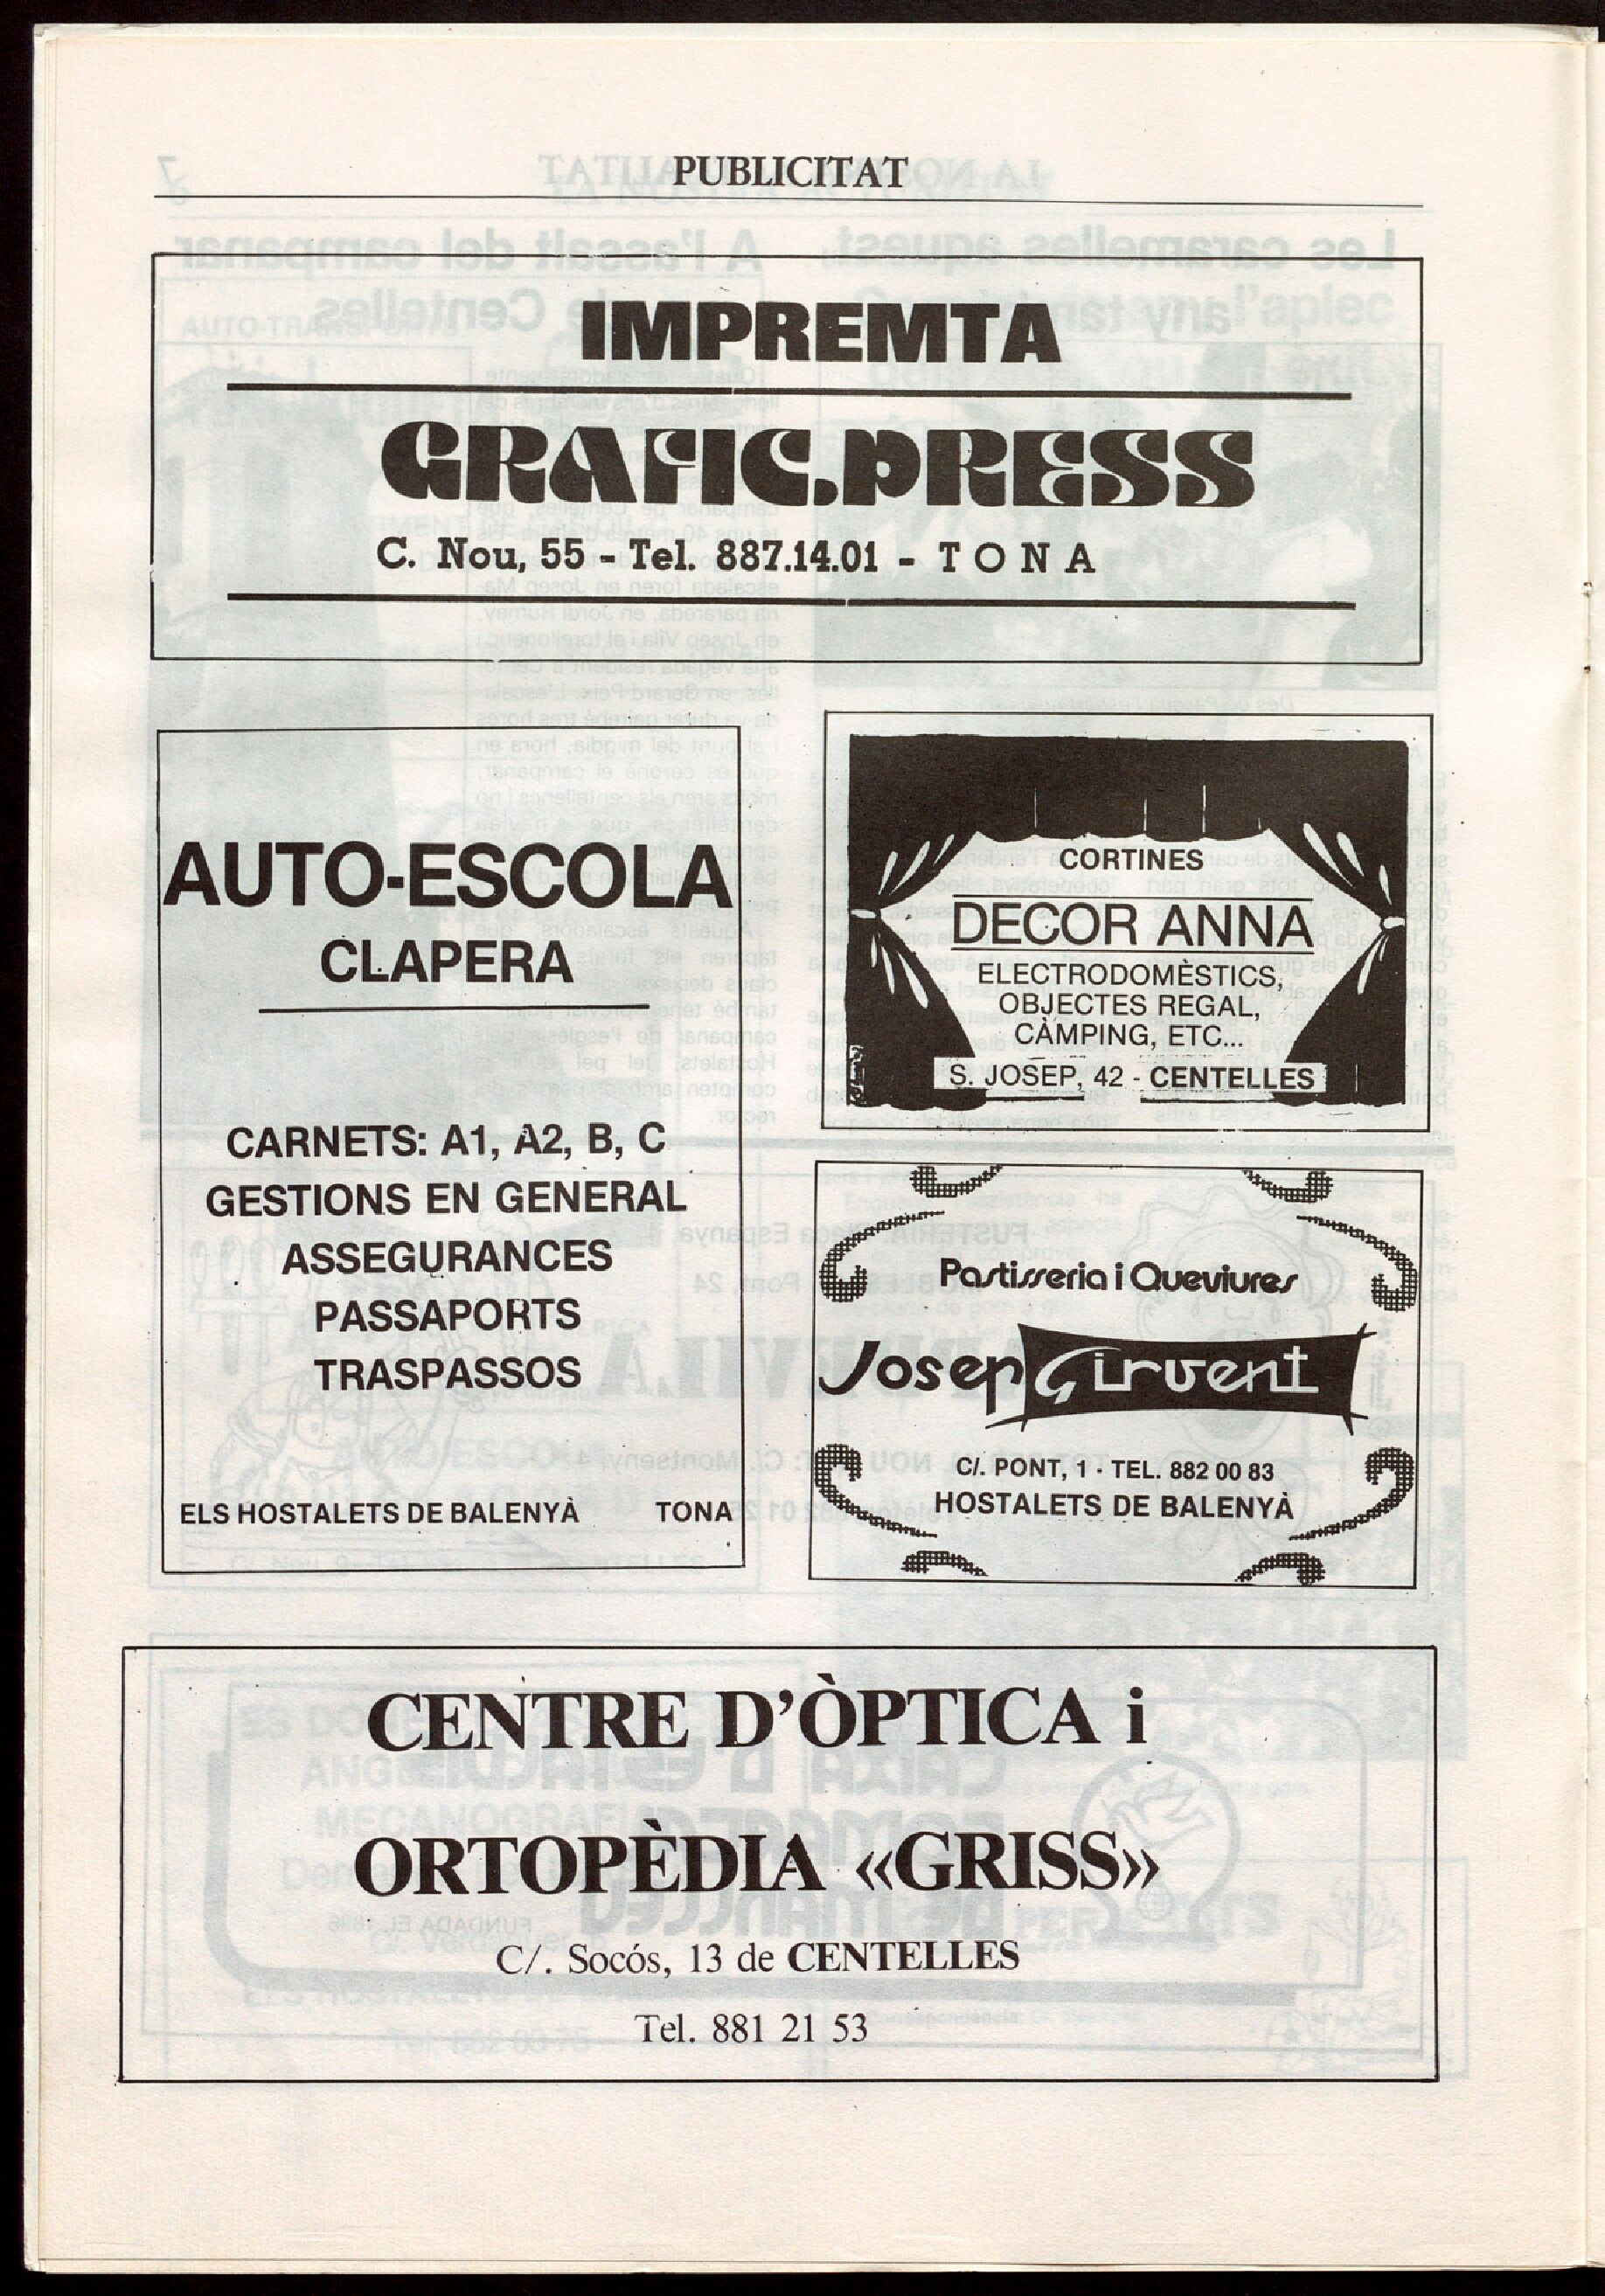 PUBLICITAT
IMPREMTA
GRAFIC.PRESS
C. Nou, 55 - Tel. 887.14.01 - TONA
AUTO-ESCOLA
CLAPERA
CARNETS: A1, A2, B, C
GESTIONS EN GENERAL
ASSEGURANCES
PASSAPORTS
TRASPASSOS
ELS HOSTALETS DE BALENYÀ TONA
CORTINES
DECOR ANNA
ELECTRODOMÈSTICS,
OBJECTES REGAL,
CÀMPING, ETC...
S. JOSEP, 42 - CENTELLES
Pastisseria i Queviures
Josep Girvent
C/. PONT, 1 · TEL. 882 00 83
HOSTALETS DE BALENYÀ
CENTRE D'ÒPTICA i
ORTOPÈDIA «GRISS»
C/. Socós, 13 de CENTELLES
Tel. 881 21 53